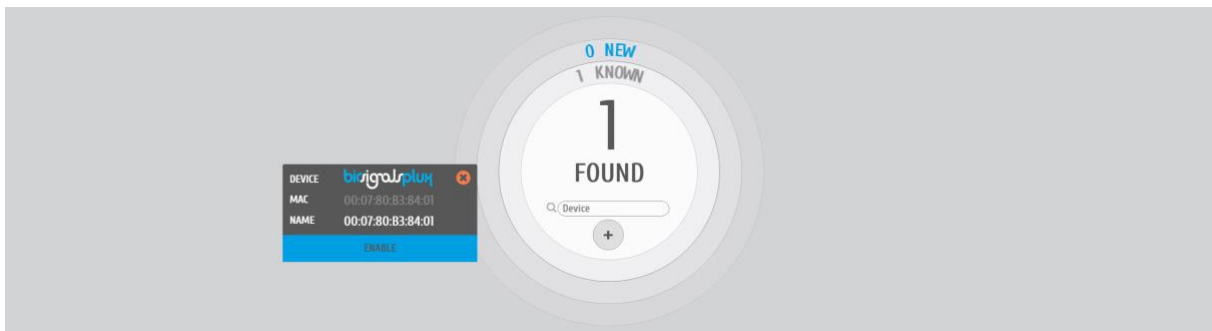 0 NEW
1 KNOWN
1
FOUND
Device
+
DEVICE biosignalsplux
MAC 00:07:80:B3:84:01
NAME 00:07:80:B3:84:01
ENABLE